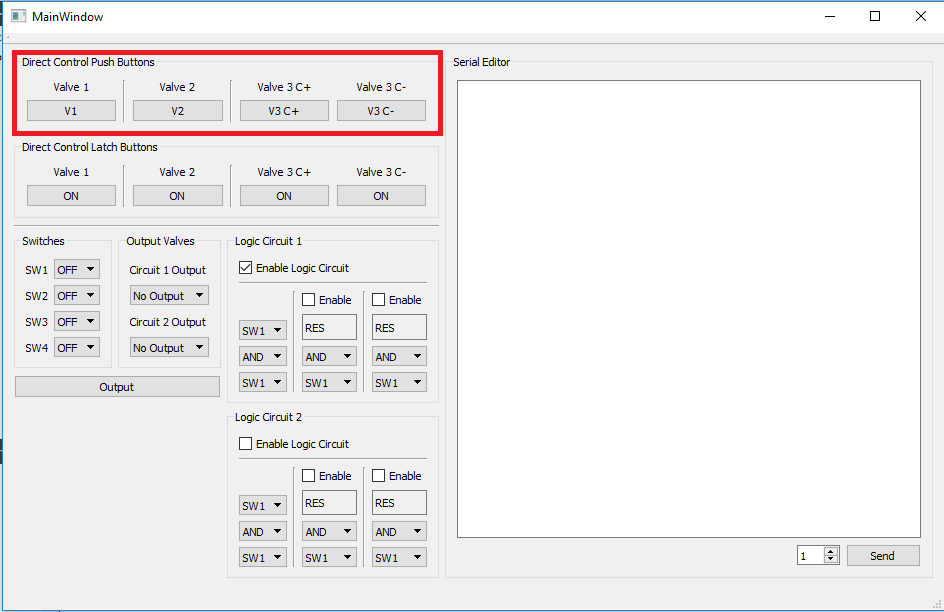 MainWindow
Direct Control Push Buttons
Valve 1 Valve 2 Valve 3 C+ Valve 3 C-
V1 V2 V3 C+ V3 C-
Direct Control Latch Buttons
Valve 1 Valve 2 Valve 3 C+ Valve 3 C-
ON ON ON ON
Switches
SW1 OFF
SW2 OFF
SW3 OFF
SW4 OFF
Output Valves
Circuit 1 Output
No Output
Circuit 2 Output
No Output
Output
Logic Circuit 1
Enable Logic Circuit
Enable Enable
SW1 RES RES
AND AND AND
SW1 SW1 SW1
Logic Circuit 2
Enable Logic Circuit
Enable Enable
SW1 RES RES
AND AND AND
SW1 SW1 SW1
Serial Editor
1 Send